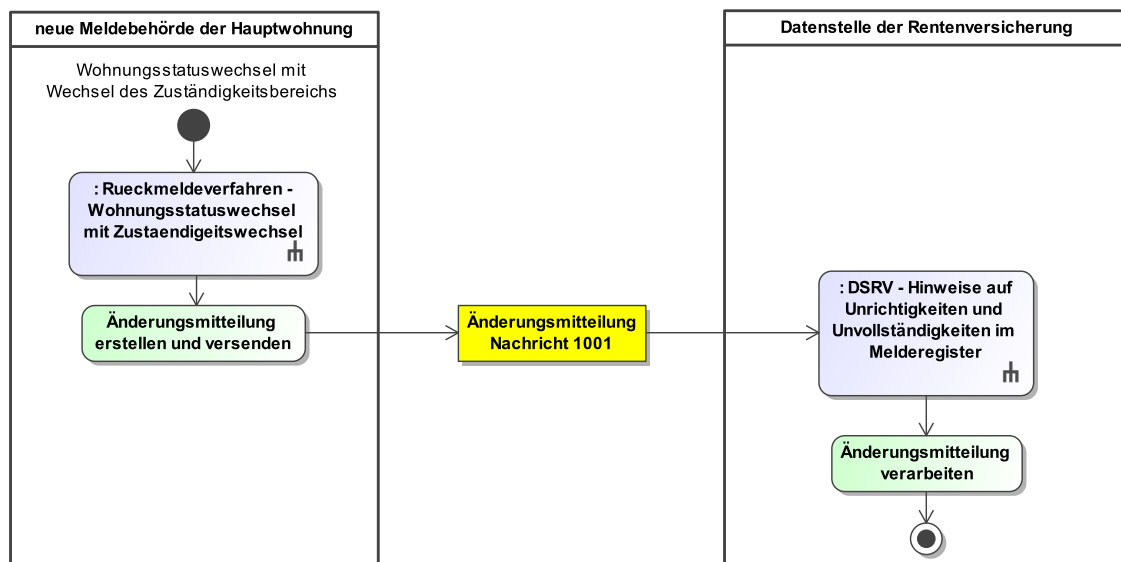 neue Meldebehörde der Hauptwohnung
Wohnungsstatuswechsel mit
Wechsel des Zuständigkeitsbereichs
: Rueckmeldeverfahren -
Wohnungsstatuswechsel
mit Zustaendigeitswechsel
Änderungsmitteilung
erstellen und versenden
Änderungsmitteilung
Nachricht 1001
Datenstelle der Rentenversicherung
: DSRV - Hinweise auf
Unrichtigkeiten und
Unvollständigkeiten im
Melderegister
Änderungsmitteilung
verarbeiten